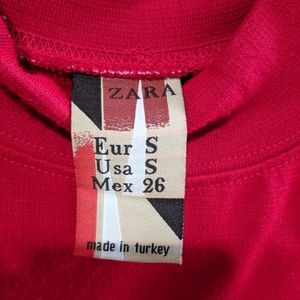 ZARA
Eur S
Usa S
Mex 26
made in turkey